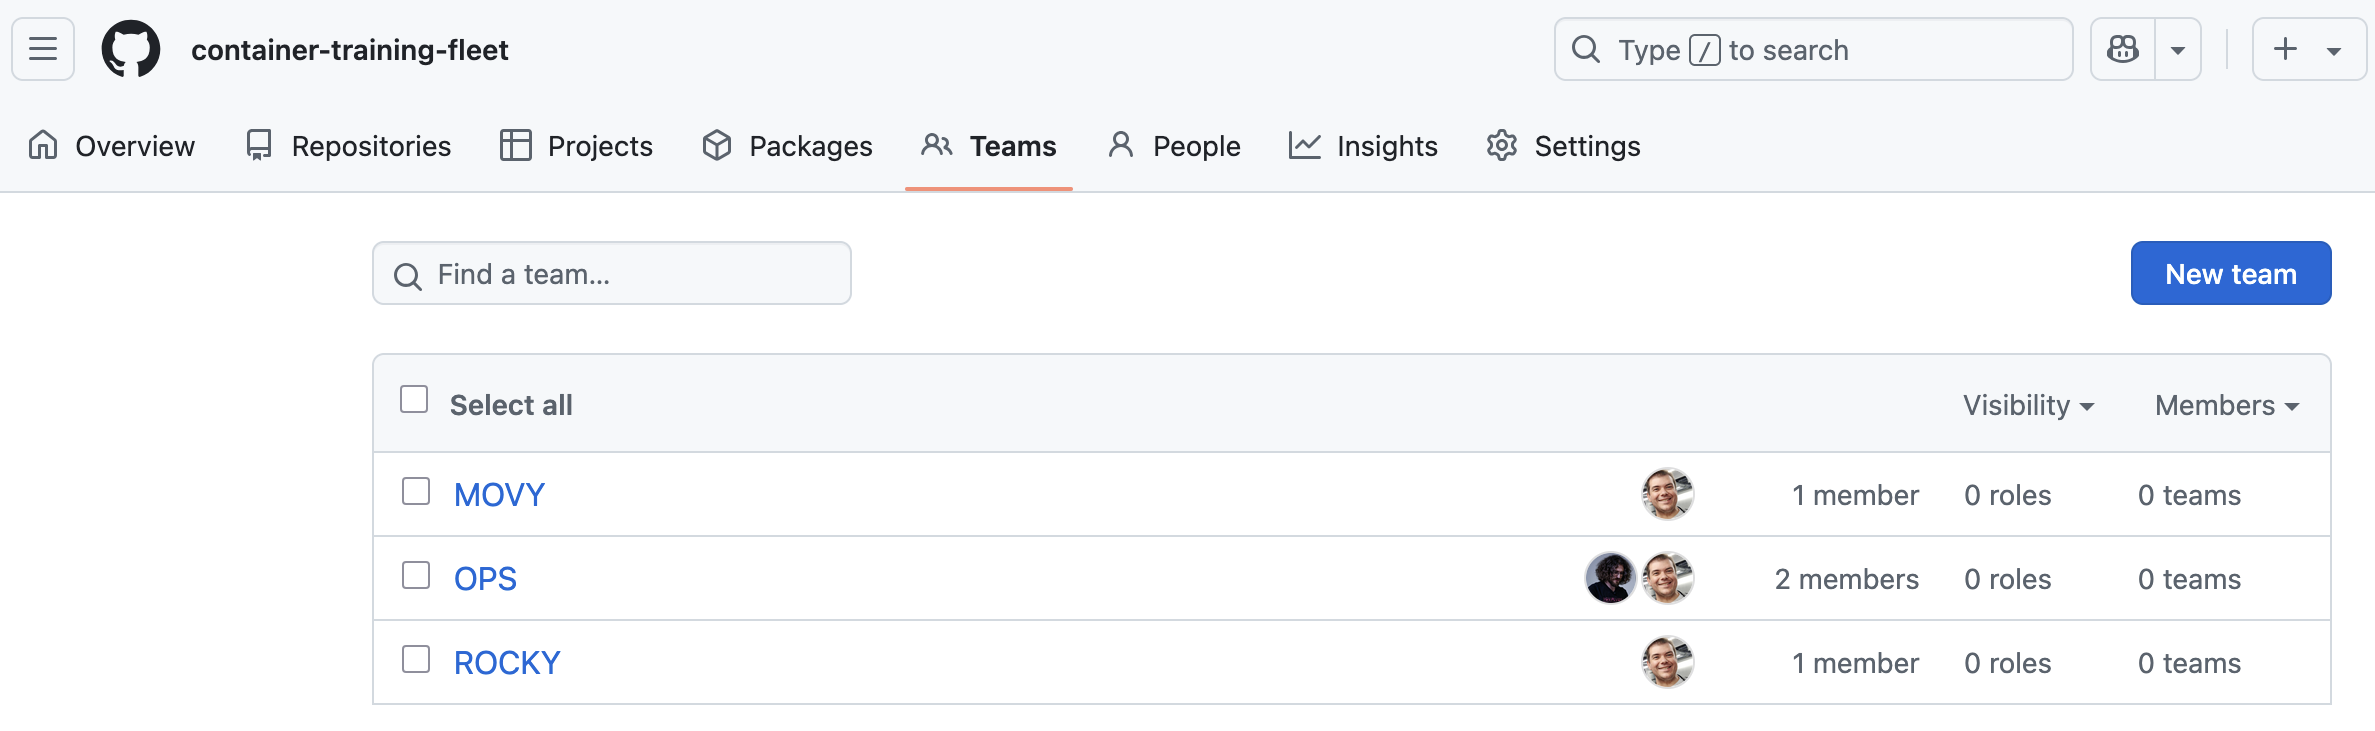 container-training-fleet
Type / to search
Overview Repositories Projects Packages Teams People Insights Settings
Find a team...
New team
Select all Visibility Members
MOVY 1 member 0 roles 0 teams
OPS 2 members 0 roles 0 teams
ROCKY 1 member 0 roles 0 teams